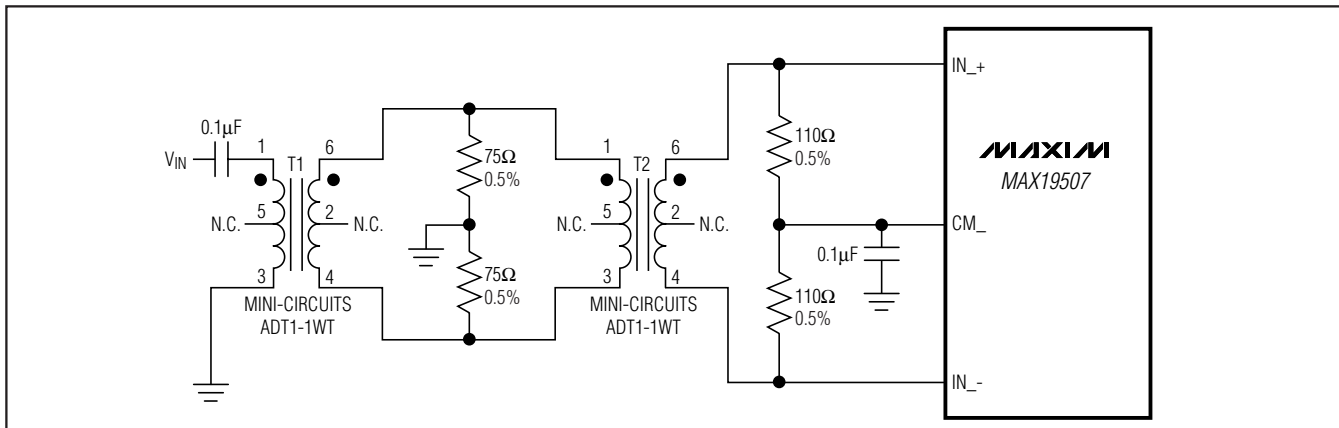 0.1µF
VIN
1
T1
6
5
N.C.
2
N.C.
3
4
MINI-CIRCUITS
ADT1-1WT
75Ω
0.5%
75Ω
0.5%
1
T2
6
5
N.C.
2
N.C.
3
4
MINI-CIRCUITS
ADT1-1WT
110Ω
0.5%
0.1µF
110Ω
0.5%
IN_+
MAXIM
MAX19507
CM_
IN_-